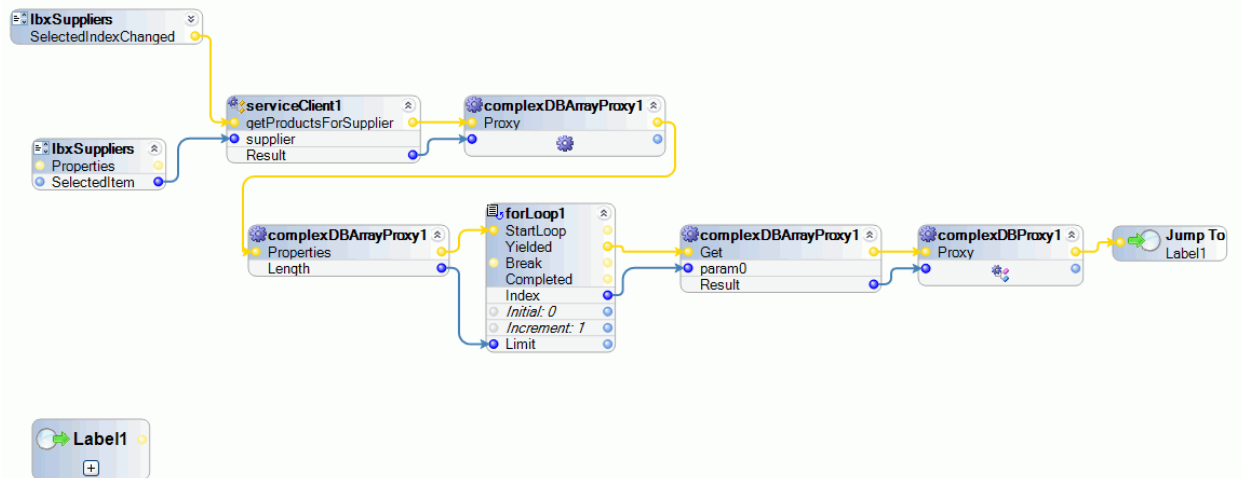 lbxSuppliers
SelectedIndexChanged
serviceClient1
getProductsForSupplier
supplier
Result
complexDBArrayProxy1
Proxy
lbxSuppliers
Properties
SelectedItem
complexDBArrayProxy1
Properties
Length
forLoop1
StartLoop
Yielded
Break
Completed
Index
Initial: 0
Increment: 1
Limit
complexDBArrayProxy1
Get
param0
Result
complexDBProxy1
Proxy
Jump To
Label1
Label1